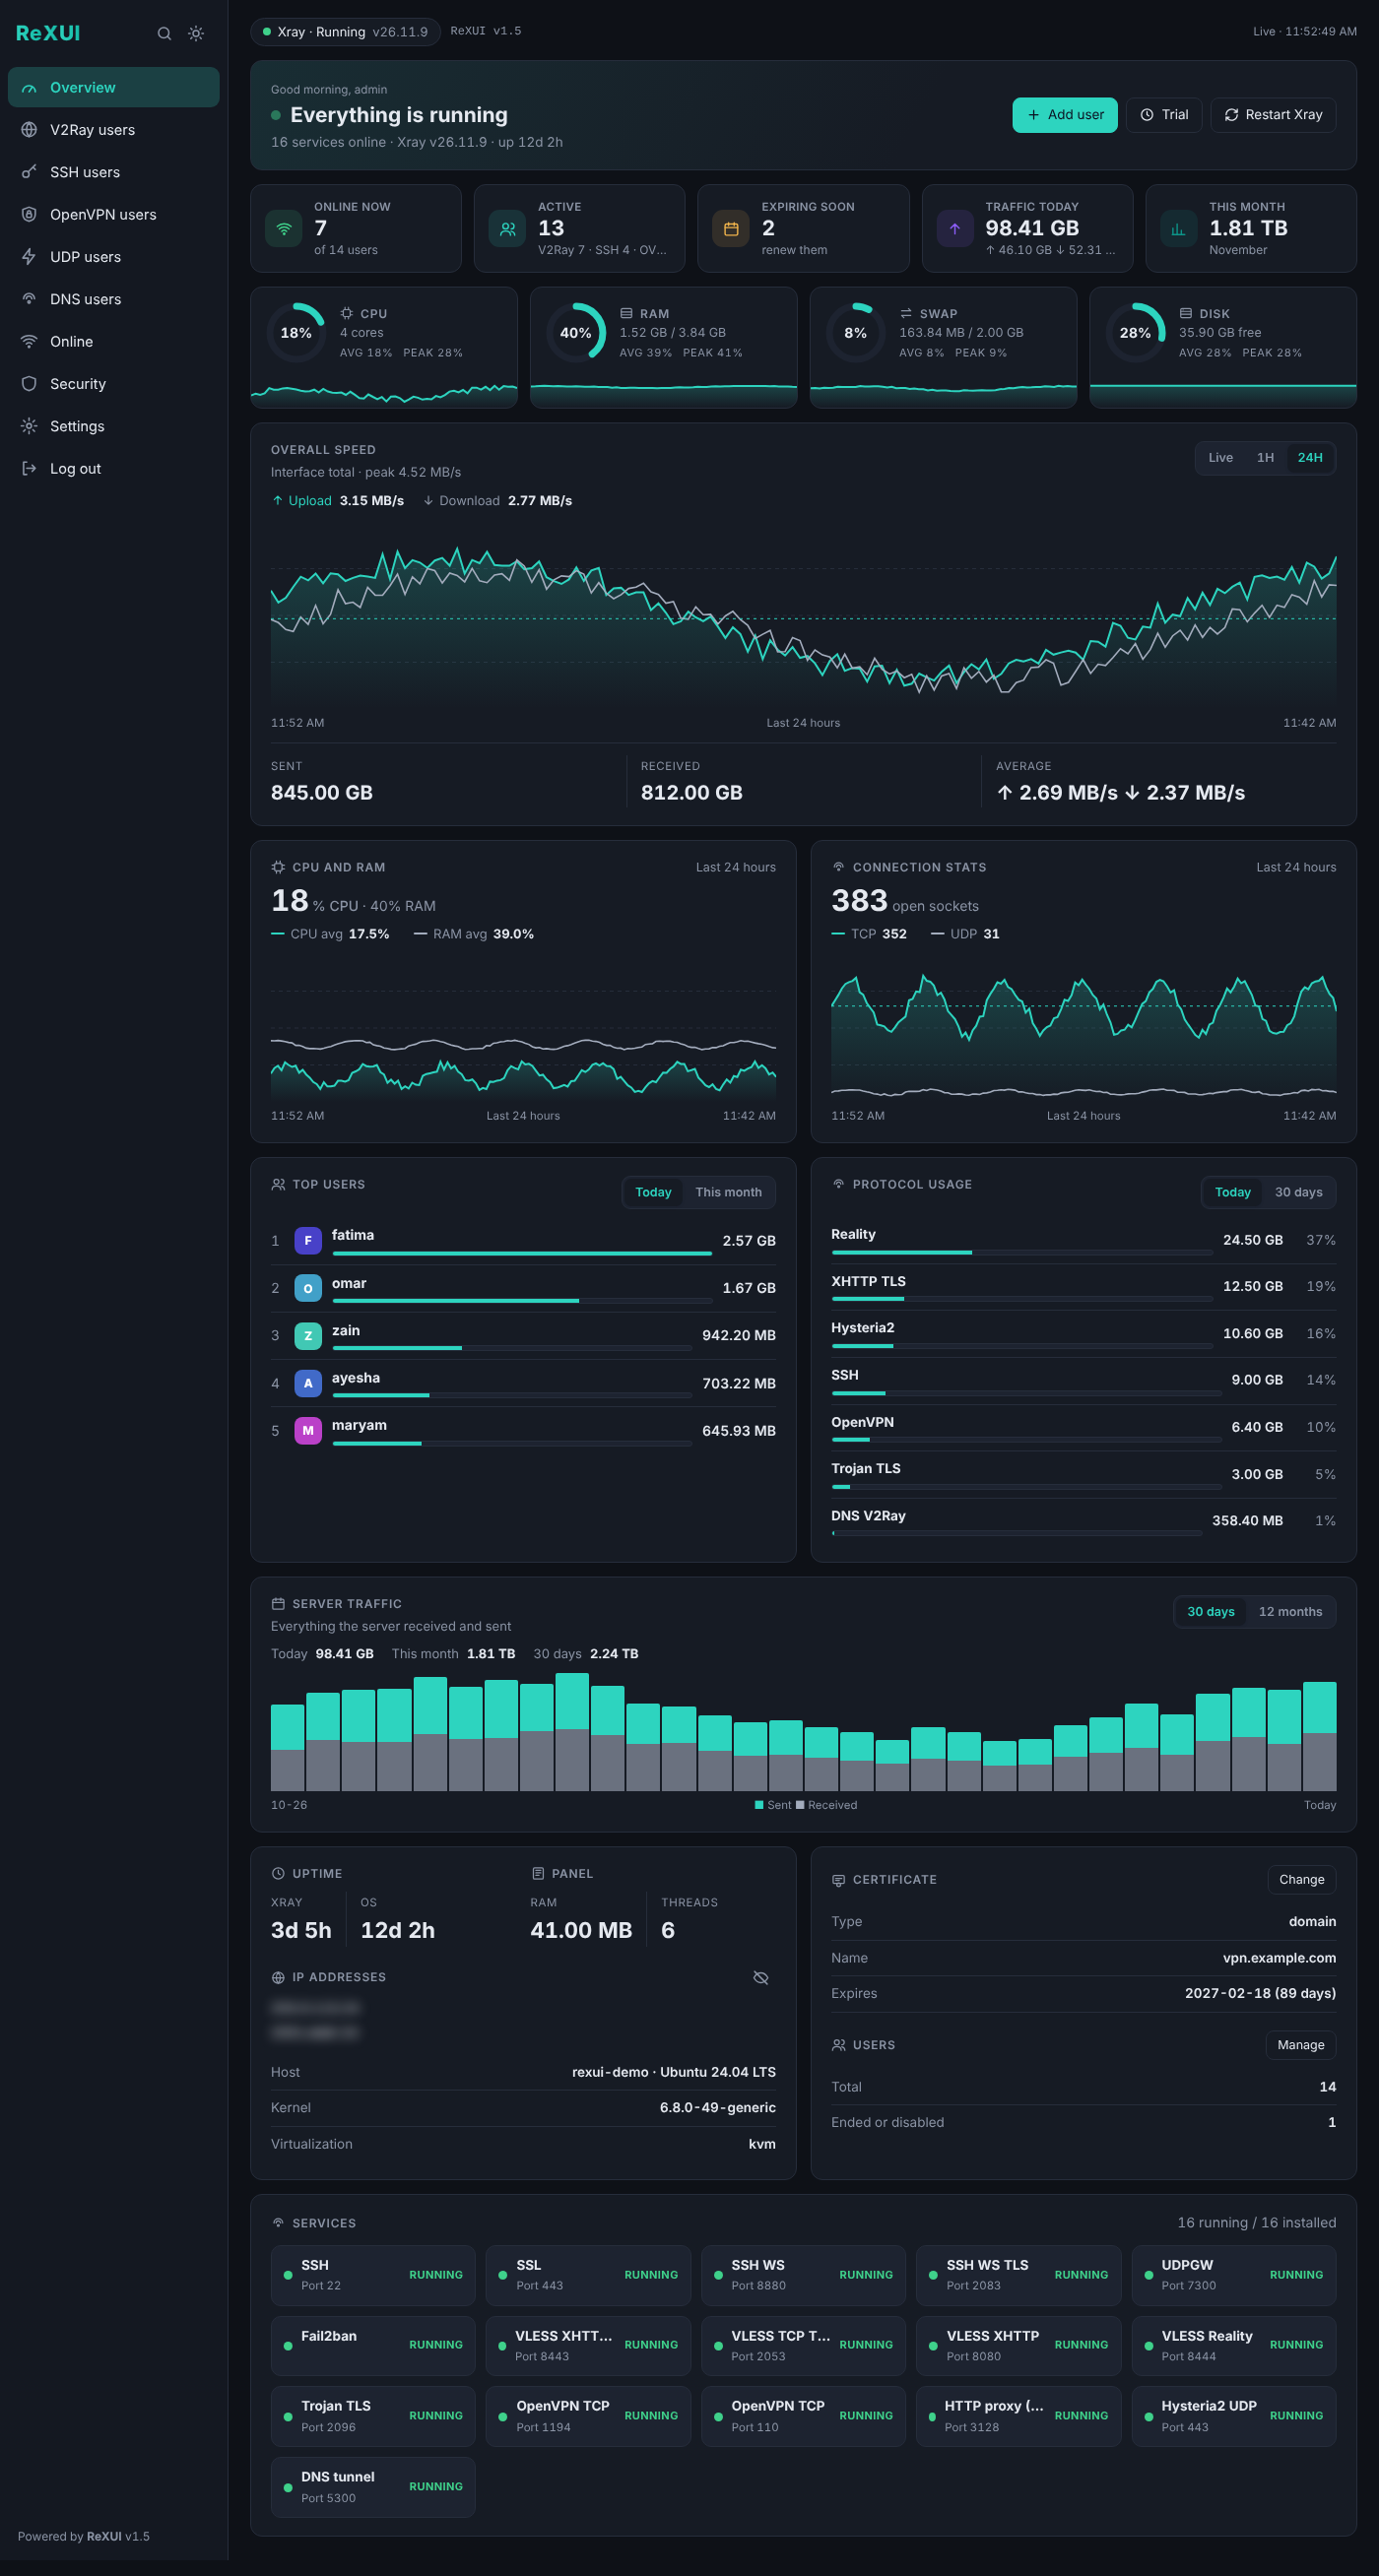 ReXUI
Overview
V2Ray users
SSH users
OpenVPN users
UDP users
DNS users
Online
Security
Settings
Log out
Powered by ReXUI v1.5
Xray · Running v26.11.9
ReXUI v1.5
Live · 11:52:49 AM
Good morning, admin
Everything is running
16 services online · Xray v26.11.9 · up 12d 2h
Add user
Trial
Restart Xray
ONLINE NOW
7
of 14 users
ACTIVE
13
V2Ray 7 · SSH 4 · OV...
EXPIRING SOON
2
renew them
TRAFFIC TODAY
98.41 GB
↑ 46.10 GB ↓ 52.31 ...
THIS MONTH
1.81 TB
November
18%
CPU
4 cores
AVG 18% PEAK 28%
40%
RAM
1.52 GB / 3.84 GB
AVG 39% PEAK 41%
8%
SWAP
163.84 MB / 2.00 GB
AVG 8% PEAK 9%
28%
DISK
35.90 GB free
AVG 28% PEAK 28%
OVERALL SPEED
Interface total · peak 4.52 MB/s
Live 1H 24H
↑ Upload 3.15 MB/s ↓ Download 2.77 MB/s
11:52 AM Last 24 hours 11:42 AM
SENT
845.00 GB
RECEIVED
812.00 GB
AVERAGE
↑ 2.69 MB/s ↓ 2.37 MB/s
CPU AND RAM Last 24 hours
18 % CPU · 40% RAM
CPU avg 17.5% RAM avg 39.0%
11:52 AM Last 24 hours 11:42 AM
CONNECTION STATS Last 24 hours
383 open sockets
TCP 352 UDP 31
11:52 AM Last 24 hours 11:42 AM
TOP USERS Today This month
1 F fatima 2.57 GB
2 O omar 1.67 GB
3 Z zain 942.20 MB
4 A ayesha 703.22 MB
5 M maryam 645.93 MB
PROTOCOL USAGE Today 30 days
Reality 24.50 GB 37%
XHTTP TLS 12.50 GB 19%
Hysteria2 10.60 GB 16%
SSH 9.00 GB 14%
OpenVPN 6.40 GB 10%
Trojan TLS 3.00 GB 5%
DNS V2Ray 358.40 MB 1%
SERVER TRAFFIC
Everything the server received and sent
30 days 12 months
Today 98.41 GB This month 1.81 TB 30 days 2.24 TB
10-26 Sent Received Today
UPTIME
XRAY
3d 5h
OS
12d 2h
PANEL
RAM
41.00 MB
THREADS
6
IP ADDRESSES
Host rexui-demo · Ubuntu 24.04 LTS
Kernel 6.8.0-49-generic
Virtualization kvm
CERTIFICATE Change
Type domain
Name vpn.example.com
Expires 2027-02-18 (89 days)
USERS Manage
Total 14
Ended or disabled 1
SERVICES 16 running / 16 installed
SSH
Port 22
RUNNING
SSL
Port 443
RUNNING
SSH WS
Port 8880
RUNNING
SSH WS TLS
Port 2083
RUNNING
UDPGW
Port 7300
RUNNING
Fail2ban
RUNNING
VLESS XHTT...
Port 8443
RUNNING
VLESS TCP T...
Port 2053
RUNNING
VLESS XHTTP
Port 8080
RUNNING
VLESS Reality
Port 8444
RUNNING
Trojan TLS
Port 2096
RUNNING
OpenVPN TCP
Port 1194
RUNNING
OpenVPN TCP
Port 110
RUNNING
HTTP proxy (...
Port 3128
RUNNING
Hysteria2 UDP
Port 443
RUNNING
DNS tunnel
Port 5300
RUNNING